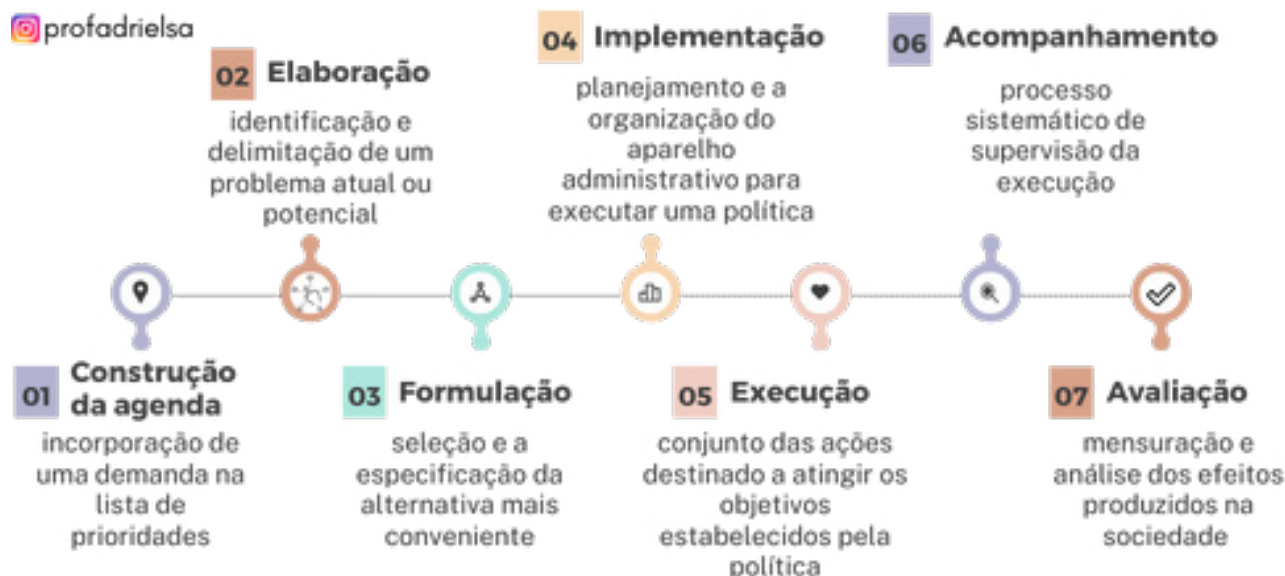 profadrielsa
01
Construção
da agenda
incorporação de
uma demanda na
lista de
prioridades
02
Elaboração
identificação e
delimitação de um
problema atual ou
potencial
03
Formulação
seleção e a
especificação da
alternativa mais
conveniente
04
Implementação
planejamento e a
organização do
aparelho
administrativo para
executar uma política
05
Execução
conjunto das ações
destinado a atingir os
objetivos
estabelecidos pela
política
06
Acompanhamento
processo
sistemático de
supervisão da
execução
07
Avaliação
mensuração e
análise dos efeitos
produzidos na
sociedade